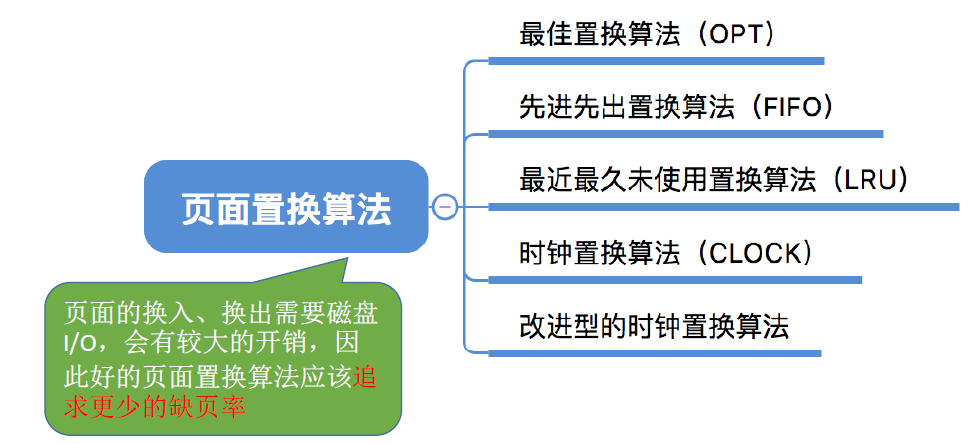 最佳置换算法（OPT）
先进先出置换算法（FIFO）
最近最久未使用置换算法（LRU）
页面置换算法
时钟置换算法（CLOCK）
改进型的时钟置换算法
页面的换入、换出需要磁盘
I/O，会有较大的开销，因
此好的页面置换算法应该追
求更少的缺页率